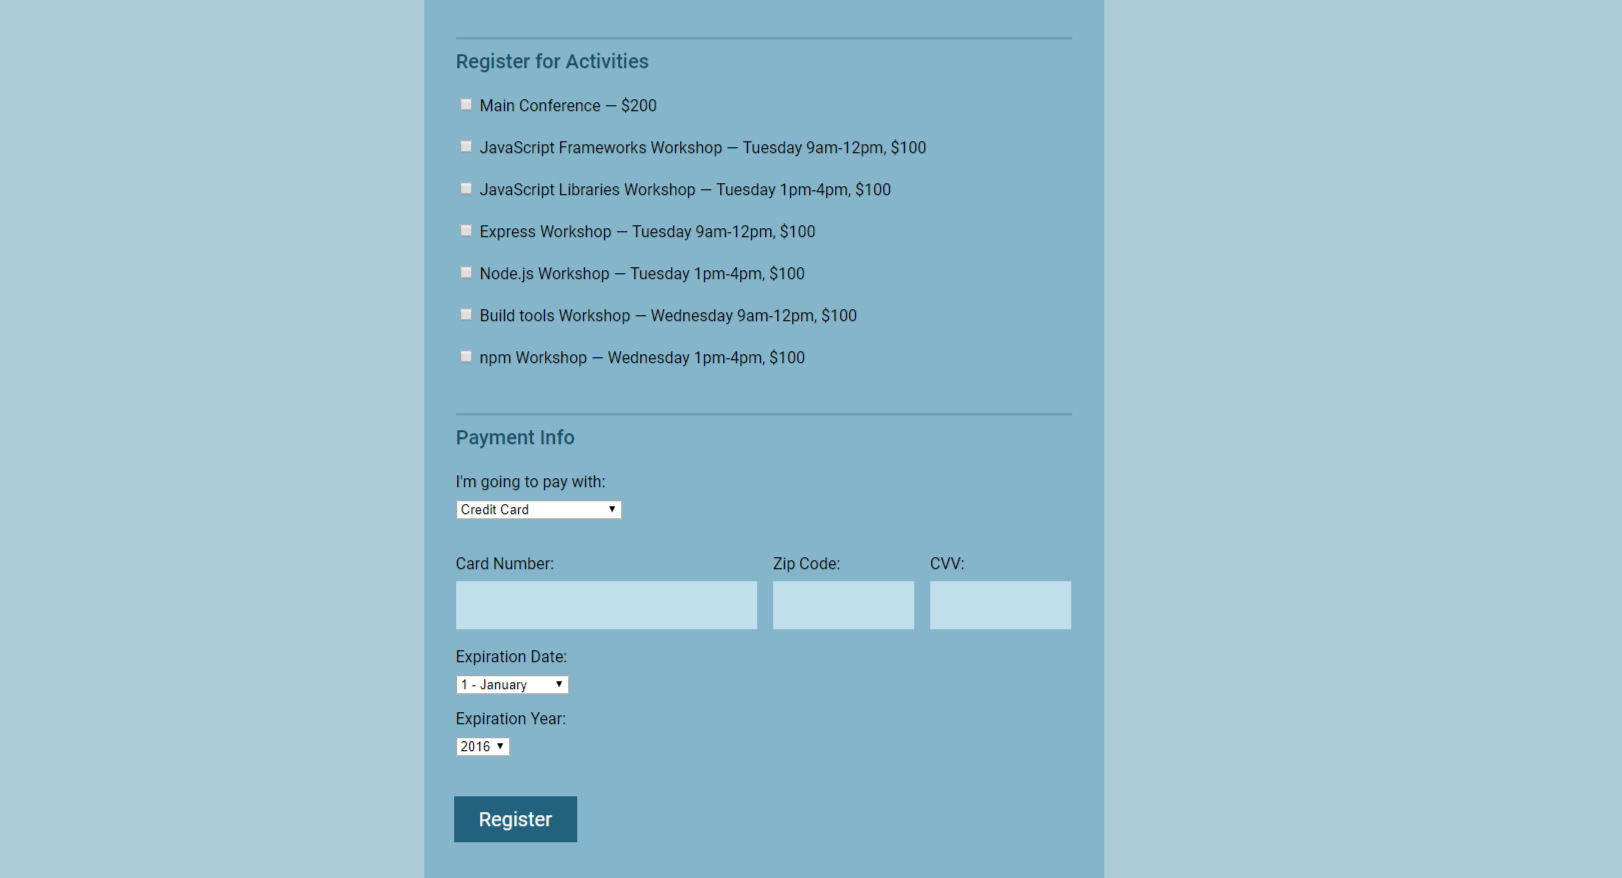 Register for Activities
Main Conference — $200
JavaScript Frameworks Workshop — Tuesday 9am-12pm, $100
JavaScript Libraries Workshop — Tuesday 1pm-4pm, $100
Express Workshop — Tuesday 9am-12pm, $100
Node.js Workshop — Tuesday 1pm-4pm, $100
Build tools Workshop — Wednesday 9am-12pm, $100
npm Workshop — Wednesday 1pm-4pm, $100
Payment Info
I'm going to pay with:
Credit Card
Card Number: Zip Code: CVV:
Expiration Date:
1 - January
Expiration Year:
2016
Register